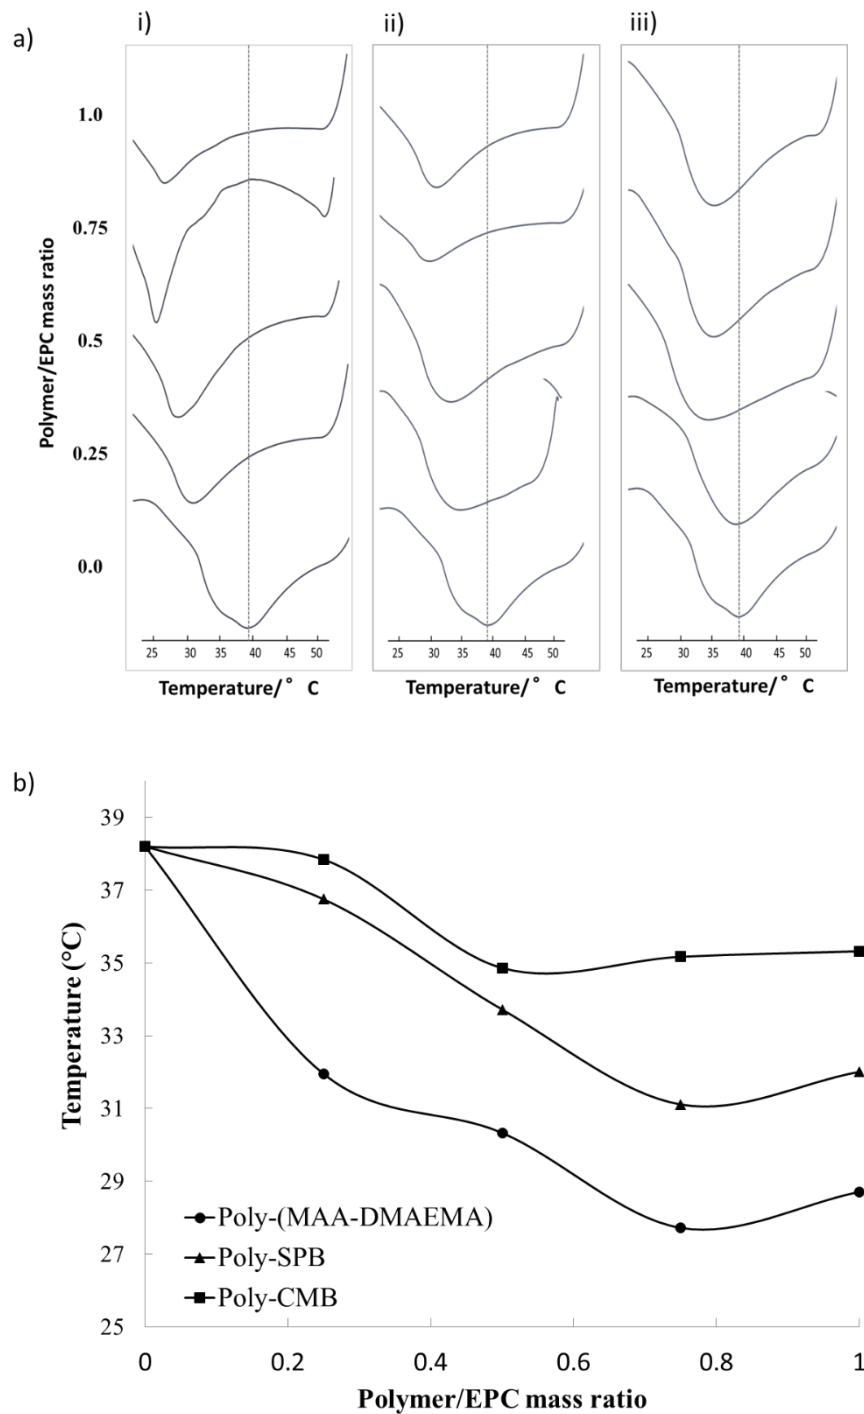 i) ii) iii)
a)
1.0
0.75
0.5
0.25
0.0
Polymer/EPC mass ratio
25 30 35 40 45 50 25 30 35 40 45 50 25 30 35 40 45 50
Temperature/° C Temperature/° C Temperature/° C
b)
39
37
35
33
31
29
27
25
Temperature (°C)
Poly-(MAA-DMAEMA)
Poly-SPB
Poly-CMB
0 0.2 0.4 0.6 0.8 1
Polymer/EPC mass ratio